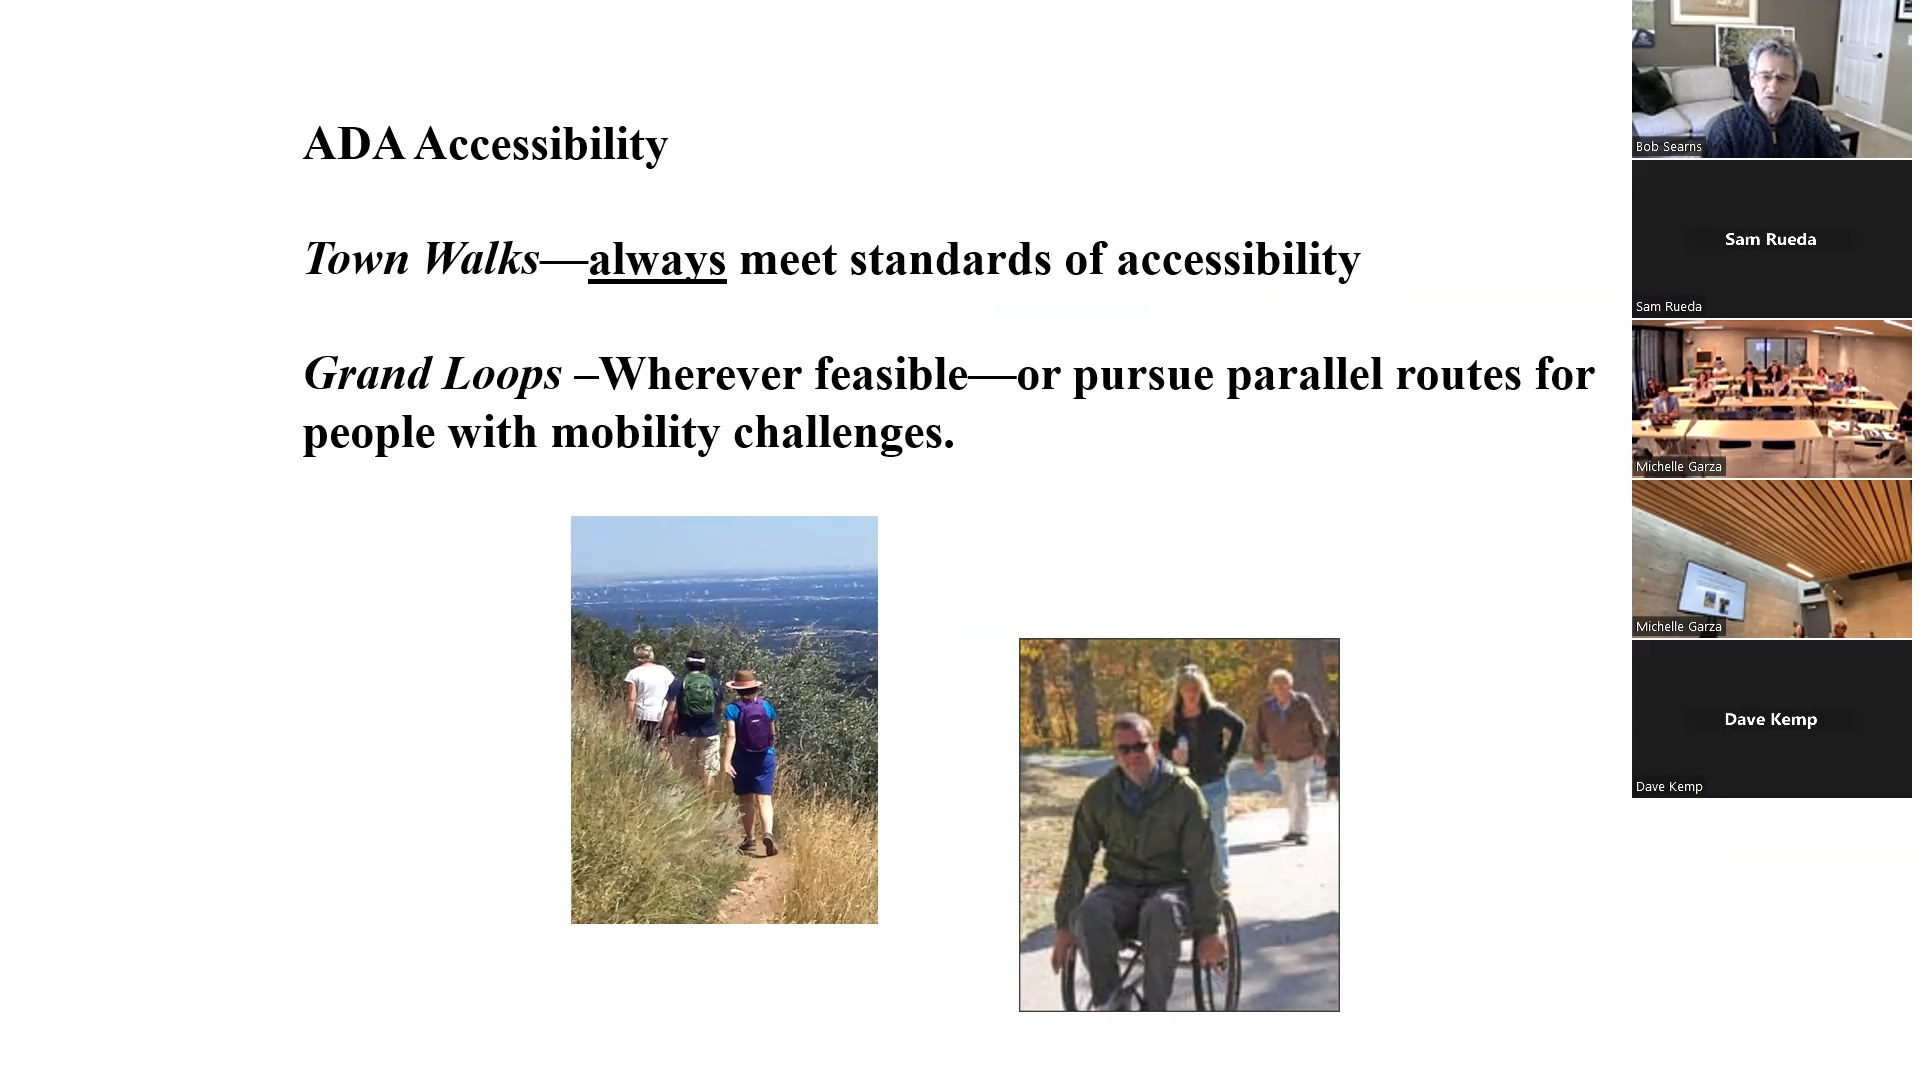 ADA Accessibility
Town Walks—always meet standards of accessibility
Grand Loops –Wherever feasible—or pursue parallel routes for
people with mobility challenges.
Bob Searns
Sam Rueda
Sam Rueda
Michelle Garza
Michelle Garza
Dave Kemp
Dave Kemp